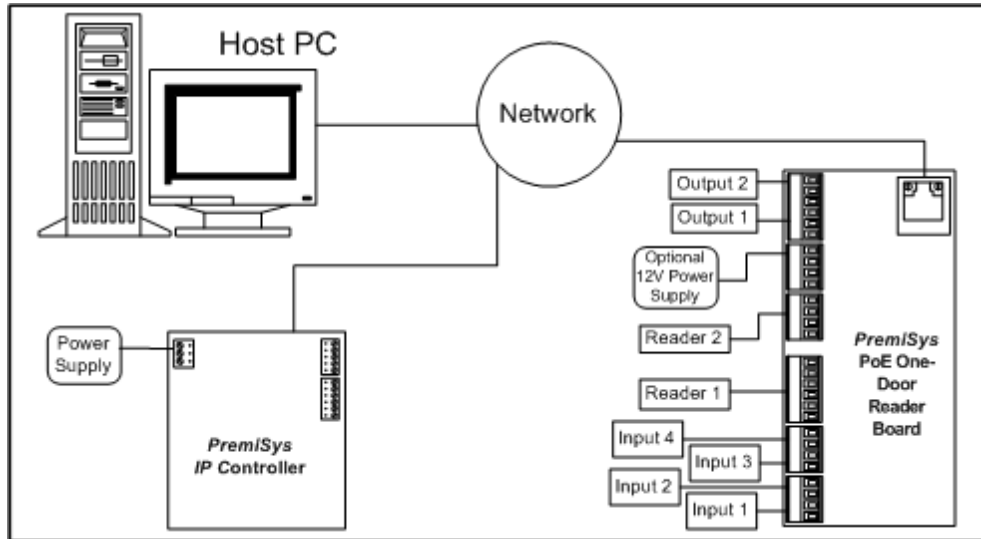 Host PC
Network
Output 2
Output 1
Optional
12V Power
Supply
Reader 2
Reader 1
Input 4
Input 3
Input 2
Input 1
PremiSys
PoE One-
Door
Reader
Board
Power
Supply
PremiSys
IP Controller